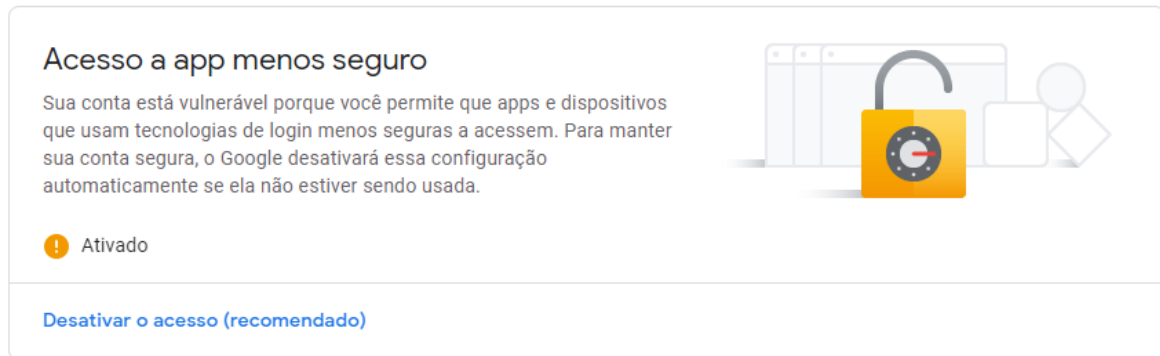 Acesso a app menos seguro
Sua conta está vulnerável porque você permite que apps e dispositivos
que usam tecnologias de login menos seguras a acessem. Para manter
sua conta segura, o Google desativará essa configuração
automaticamente se ela não estiver sendo usada.
Ativado
Desativar o acesso (recomendado)